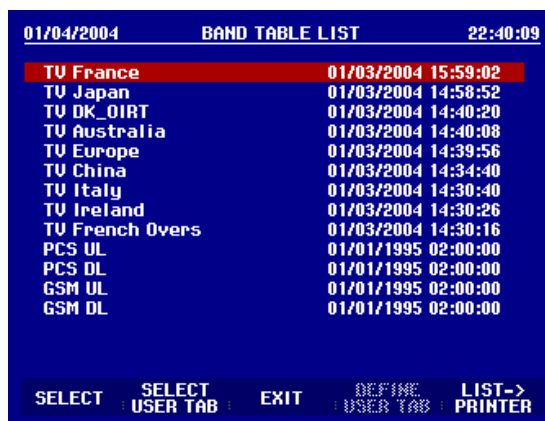 01/04/2004 BAND TABLE LIST 22:40:09
TV France 01/03/2004 15:59:02
TV Japan 01/03/2004 14:58:52
TV DK_OIRT 01/03/2004 14:40:20
TV Australia 01/03/2004 14:40:08
TV Europe 01/03/2004 14:39:56
TV China 01/03/2004 14:34:40
TV Italy 01/03/2004 14:30:40
TV Ireland 01/03/2004 14:30:26
TV French Overs 01/03/2004 14:30:16
PCS UL 01/01/1995 02:00:00
PCS DL 01/01/1995 02:00:00
GSM UL 01/01/1995 02:00:00
GSM DL 01/01/1995 02:00:00
SELECT
SELECT
USER TAB
EXIT
DEFINE
USER TAB
LIST->
PRINTER